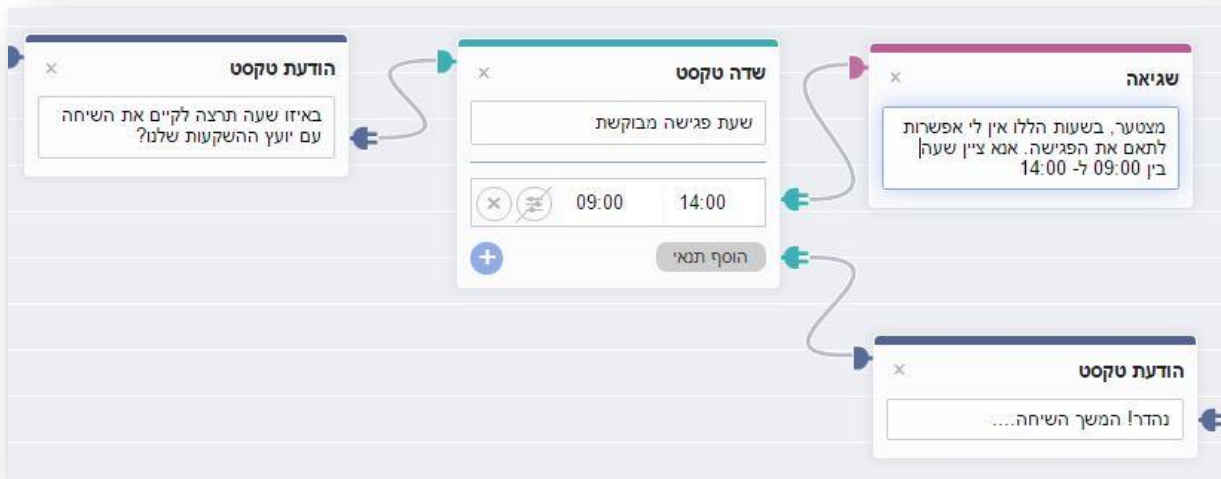 הודעת טקסט
באיזו שעה תרצה לקיים את השיחה
עם יועץ ההשקעות שלנו?
שדה טקסט
שעת פגישה מבוקשת
09:00 14:00
הוסף תנאי
שגיאה
מצטער, בשעות הללו אין לי אפשרות
לתאם את הפגישה. אנא ציין שעה
בין 09:00 ל- 14:00
הודעת טקסט
נהדר! המשך השיחה....